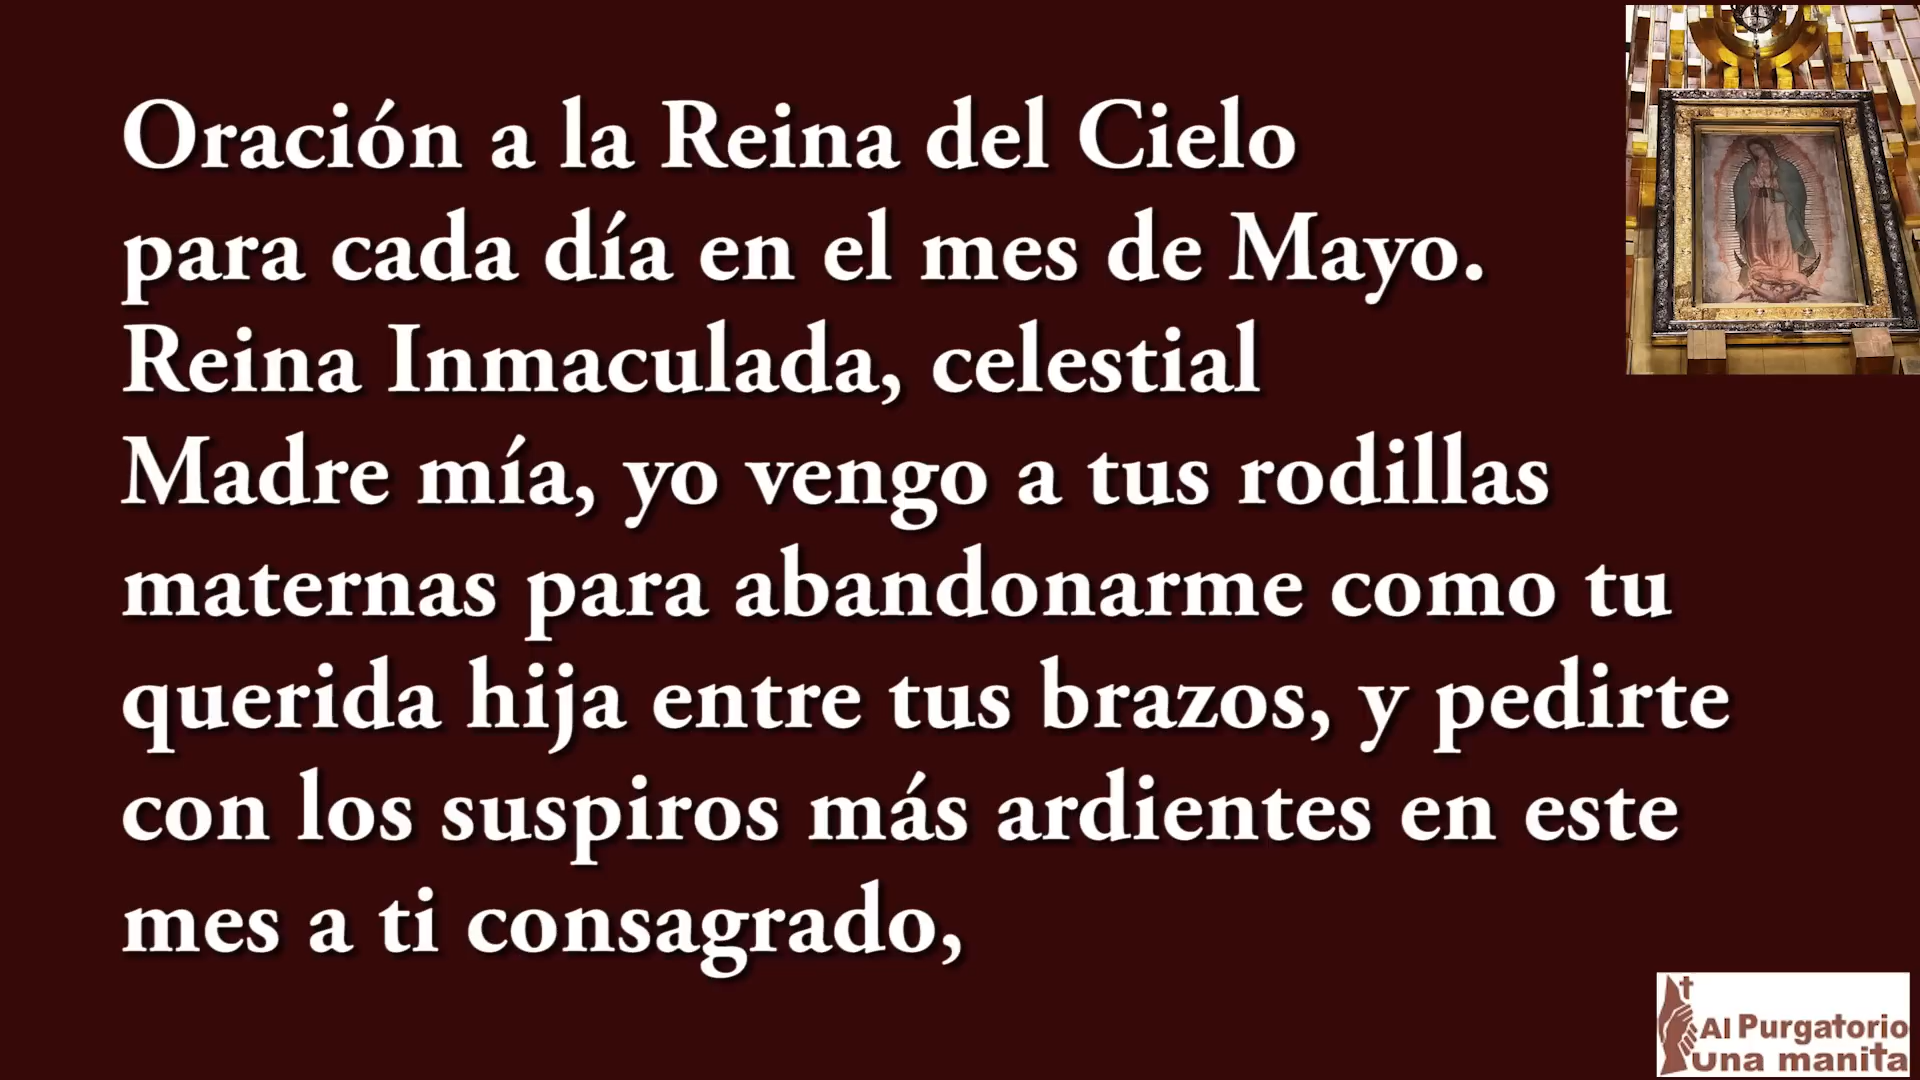 Oración a la Reina del Cielo
para cada día en el mes de Mayo.
Reina Inmaculada, celestial
Madre mía, yo vengo a tus rodillas
maternas para abandonarme como tu
querida hija entre tus brazos, y pedirte
con los suspiros más ardientes en este
mes a ti consagrado,
Al Purgatorio
una manita